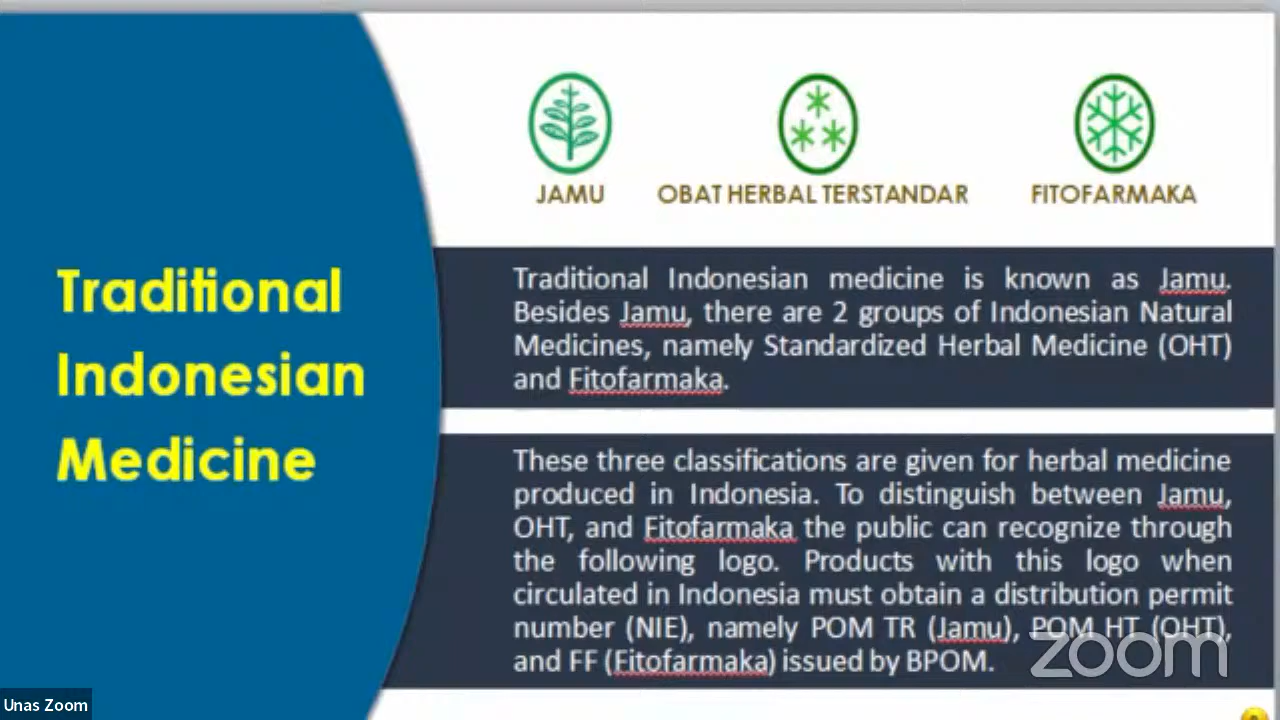 JAMU
OBAT HERBAL TERSTANDAR
FITOFARMAKA
Traditional
Indonesian
Medicine
Traditional Indonesian medicine is known as Jamu.
Besides Jamu, there are 2 groups of Indonesian Natural
Medicines, namely Standardized Herbal Medicine (OHT)
and Fitofarmaka.
These three classifications are given for herbal medicine
produced in Indonesia. To distinguish between Jamu,
OHT, and Fitofarmaka the public can recognize through
the following logo. Products with this logo when
circulated in Indonesia must obtain a distribution permit
number (NIE), namely POM TR (Jamu), POM HT (OHT),
and FF (Fitofarmaka) issued by BPOM.
zoom
Unas Zoom